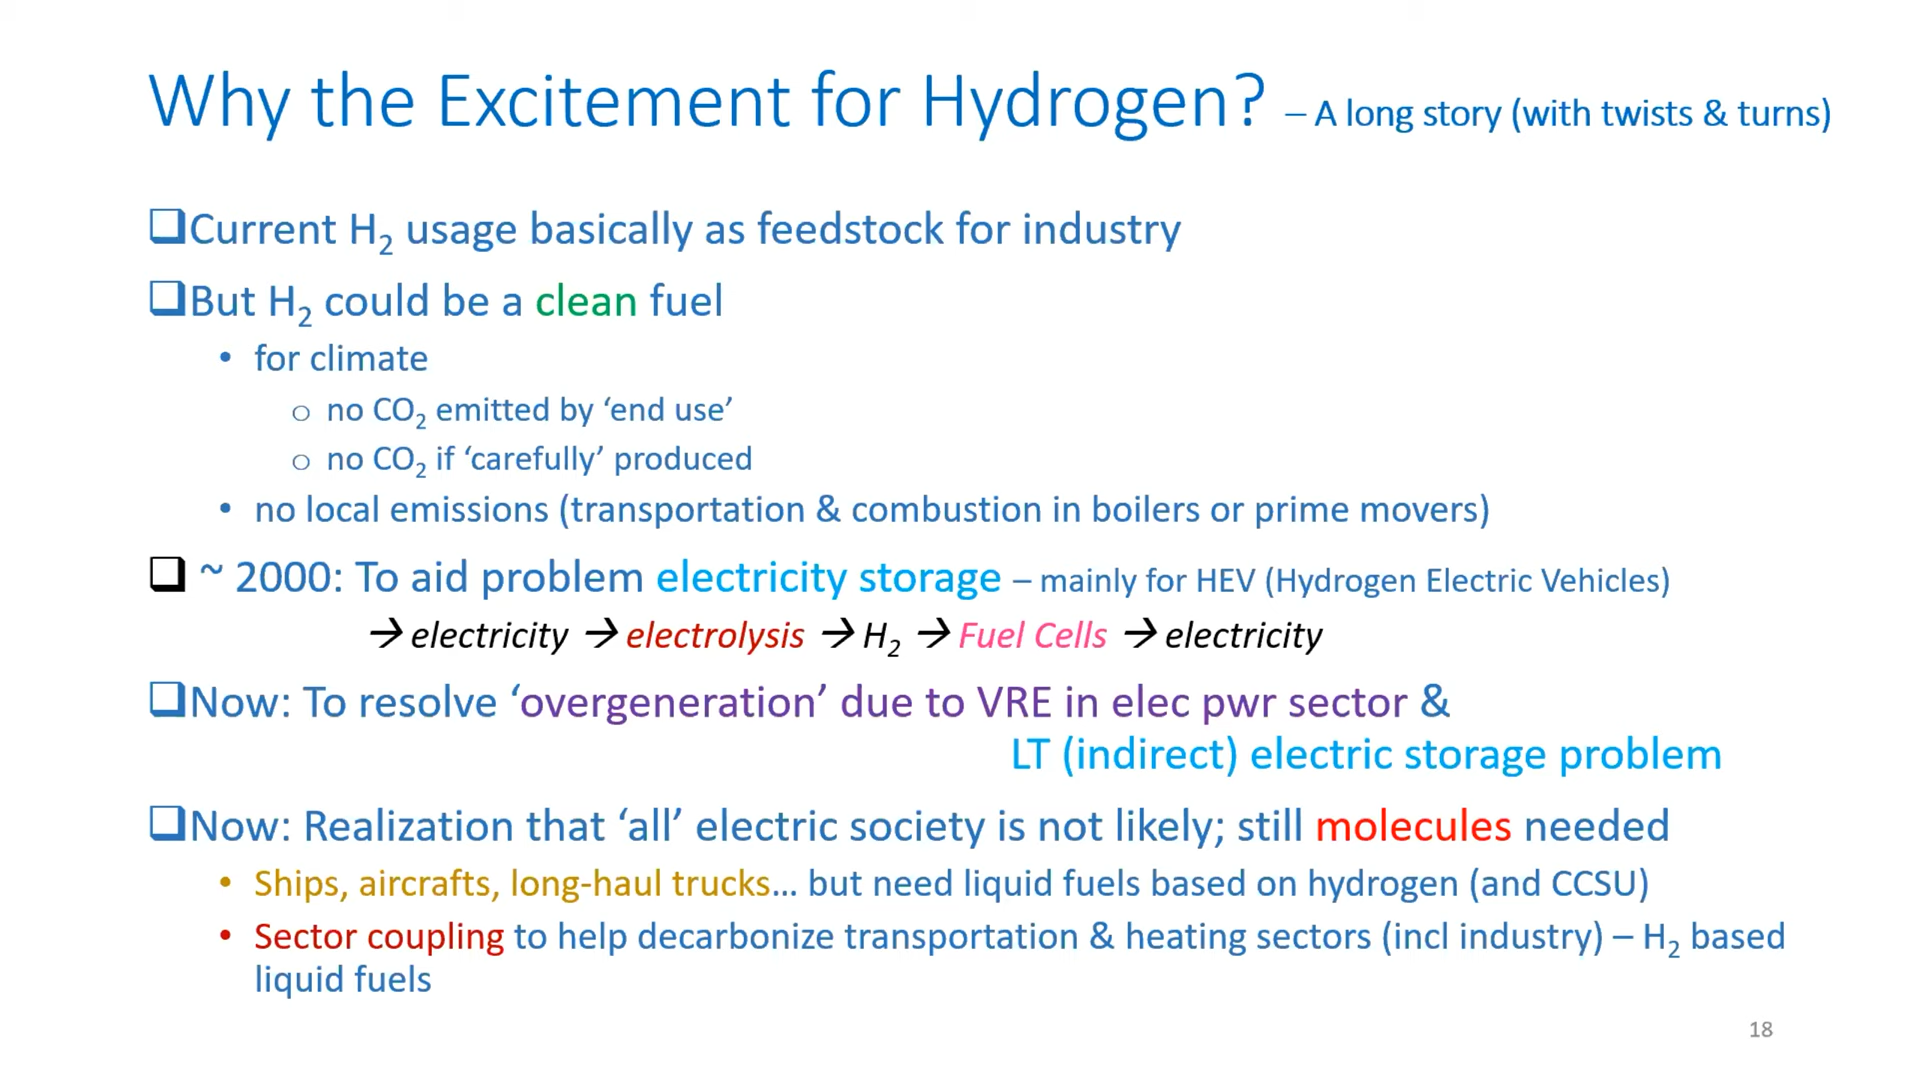 Why the Excitement for Hydrogen? – A long story (with twists & turns)
❑Current H₂ usage basically as feedstock for industry
❑But H₂ could be a clean fuel
• for climate
o no CO₂ emitted by ‘end use’
o no CO₂ if ‘carefully’ produced
• no local emissions (transportation & combustion in boilers or prime movers)
❑ ~ 2000: To aid problem electricity storage – mainly for HEV (Hydrogen Electric Vehicles)
→ electricity → electrolysis → H₂ → Fuel Cells → electricity
❑Now: To resolve ‘overgeneration’ due to VRE in elec pwr sector &
LT (indirect) electric storage problem
❑Now: Realization that ‘all’ electric society is not likely; still molecules needed
• Ships, aircrafts, long-haul trucks… but need liquid fuels based on hydrogen (and CCSU)
• Sector coupling to help decarbonize transportation & heating sectors (incl industry) – H₂ based
liquid fuels
18